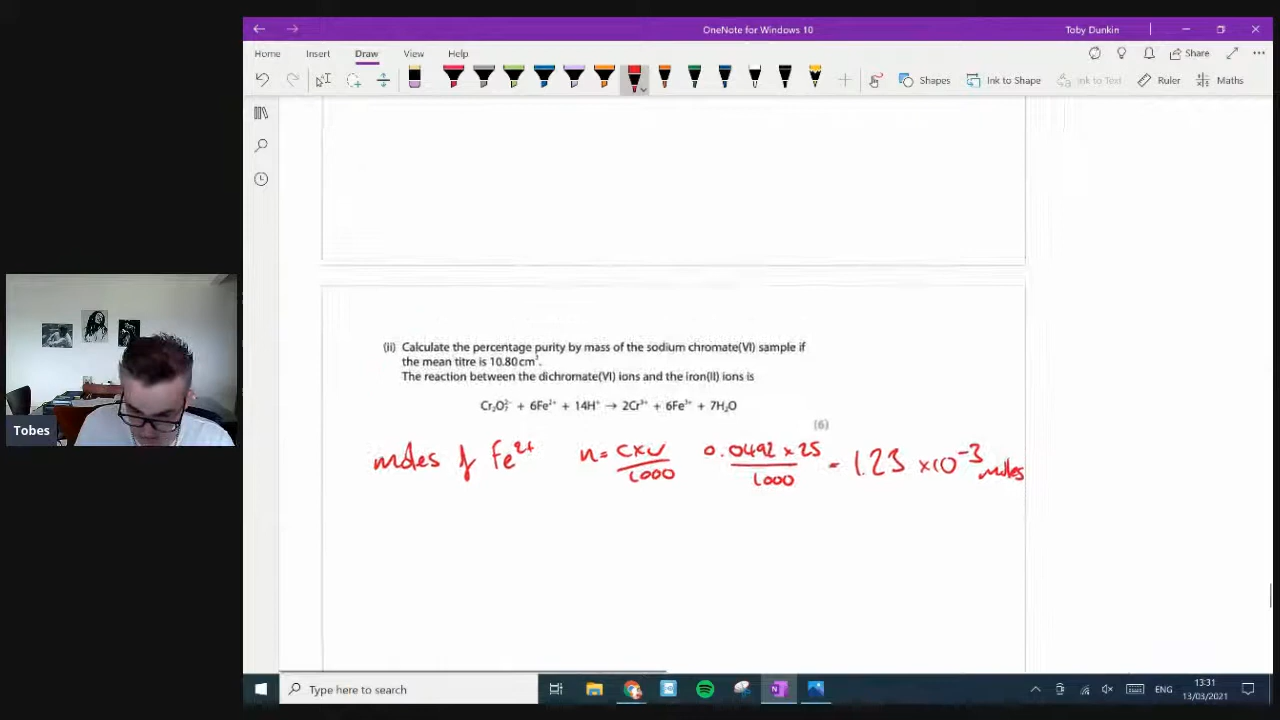 OneNote for Windows 10
Toby Dunkin
Home Insert Draw View Help
Share
Shapes Ink to Shape Ink to Text Ruler Maths
(ii) Calculate the percentage purity by mass of the sodium chromate(VI) sample if
the mean titre is 10.80 cm³.
The reaction between the dichromate(VI) ions and the iron(II) ions is
Cr₂O₇²⁻ + 6Fe²⁺ + 14H⁺ → 2Cr³⁺ + 6Fe³⁺ + 7H₂O
(6)
moles of Fe²⁺ n= c×v/1000 0.0492 × 25/1000 = 1.23 ×10⁻³ moles
Tobes
Type here to search
ENG
13:31
13/03/2021